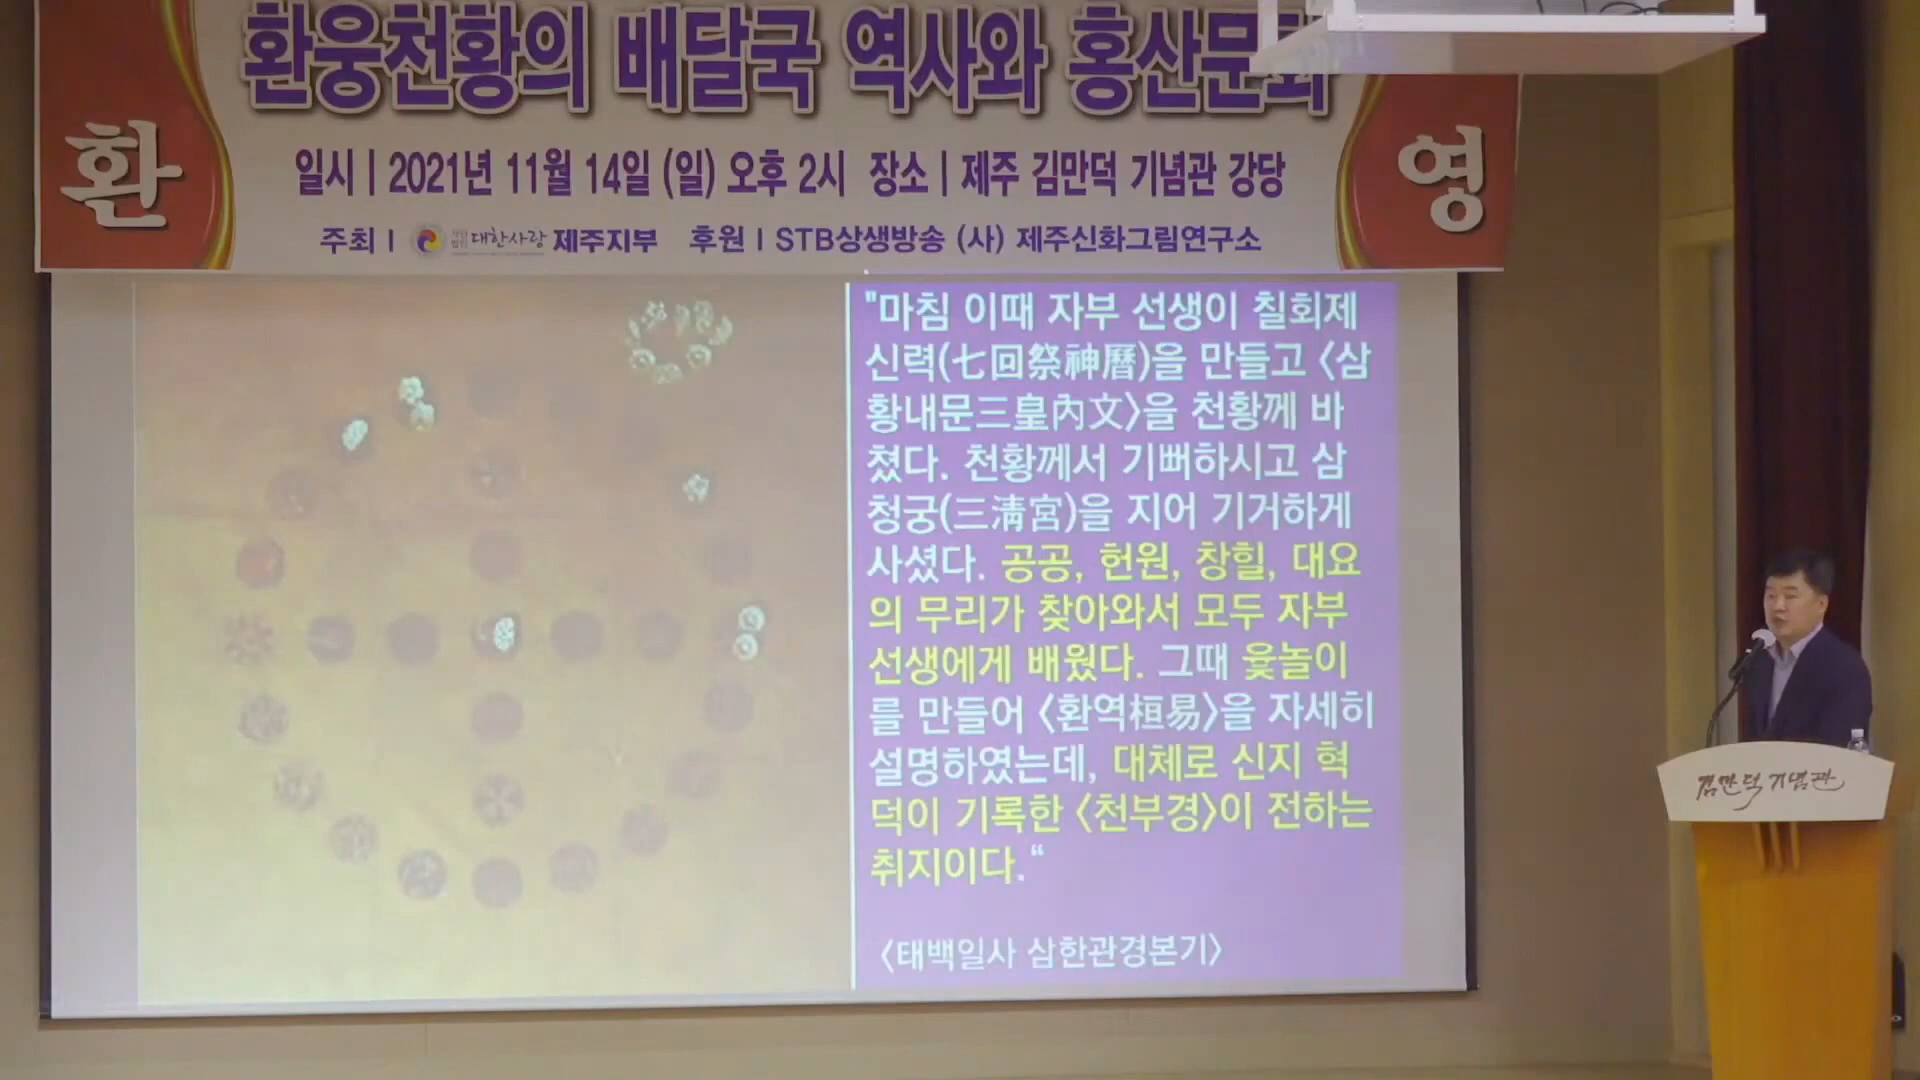 환웅천황의 배달국 역사와 홍산문화
환
영
일시 | 2021년 11월 14일 (일) 오후 2시 장소 | 제주 김만덕 기념관 강당
주최 | 사단법인 대한사랑 제주지부 후원 | STB상생방송 (사) 제주신화그림연구소
"마침 이때 자부 선생이 칠회제
신력(七回祭神曆)을 만들고 〈삼
황내문三皇內文〉을 천황께 바
쳤다. 천황께서 기뻐하시고 삼
청궁(三淸宮)을 지어 기거하게
사셨다. 공공, 헌원, 창힐, 대요
의 무리가 찾아와서 모두 자부
선생에게 배웠다. 그때 윷놀이
를 만들어 〈환역桓易〉을 자세히
설명하였는데, 대체로 신지 혁
덕이 기록한 〈천부경〉이 전하는
취지이다.“
〈태백일사 삼한관경본기〉
김만덕 기념관